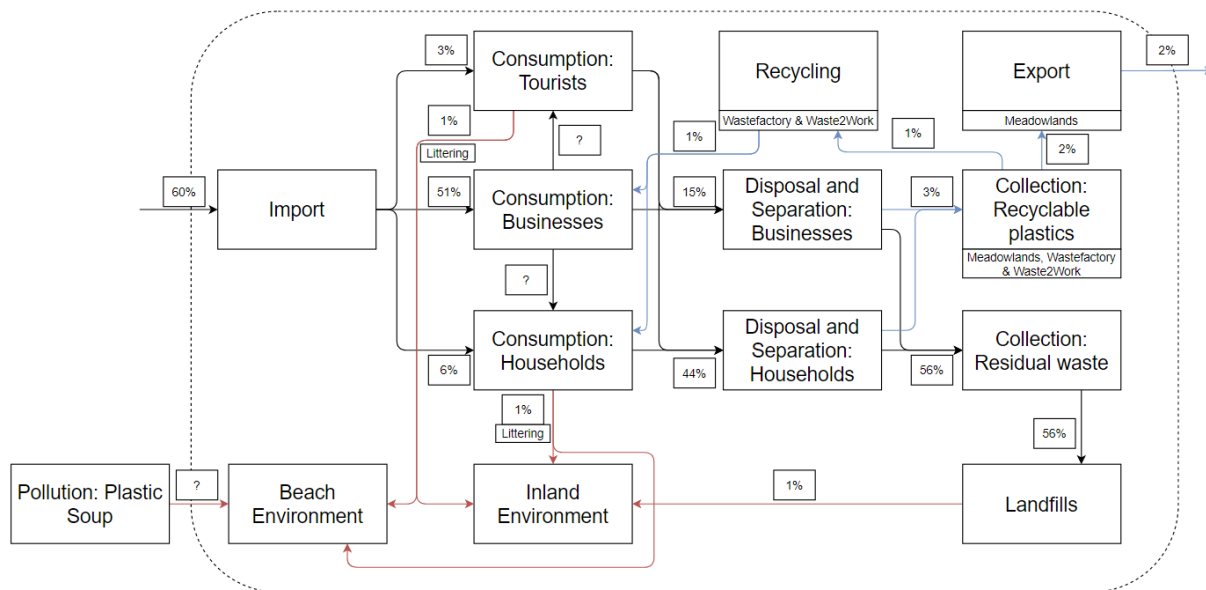 3%
Consumption:
Tourists
Recycling
Wastefactory & Waste2Work
Export
Meadowlands
2%
1%
Littering
?
1%
1%
2%
60%
Import
51%
Consumption:
Businesses
15%
Disposal and
Separation:
Businesses
3%
Collection:
Recyclable
plastics
Meadowlands, Wastefactory
& Waste2Work
?
6%
Consumption:
Households
44%
Disposal and
Separation:
Households
56%
Collection:
Residual waste
1%
Littering
56%
Pollution: Plastic
Soup
?
Beach
Environment
Inland
Environment
1%
Landfills